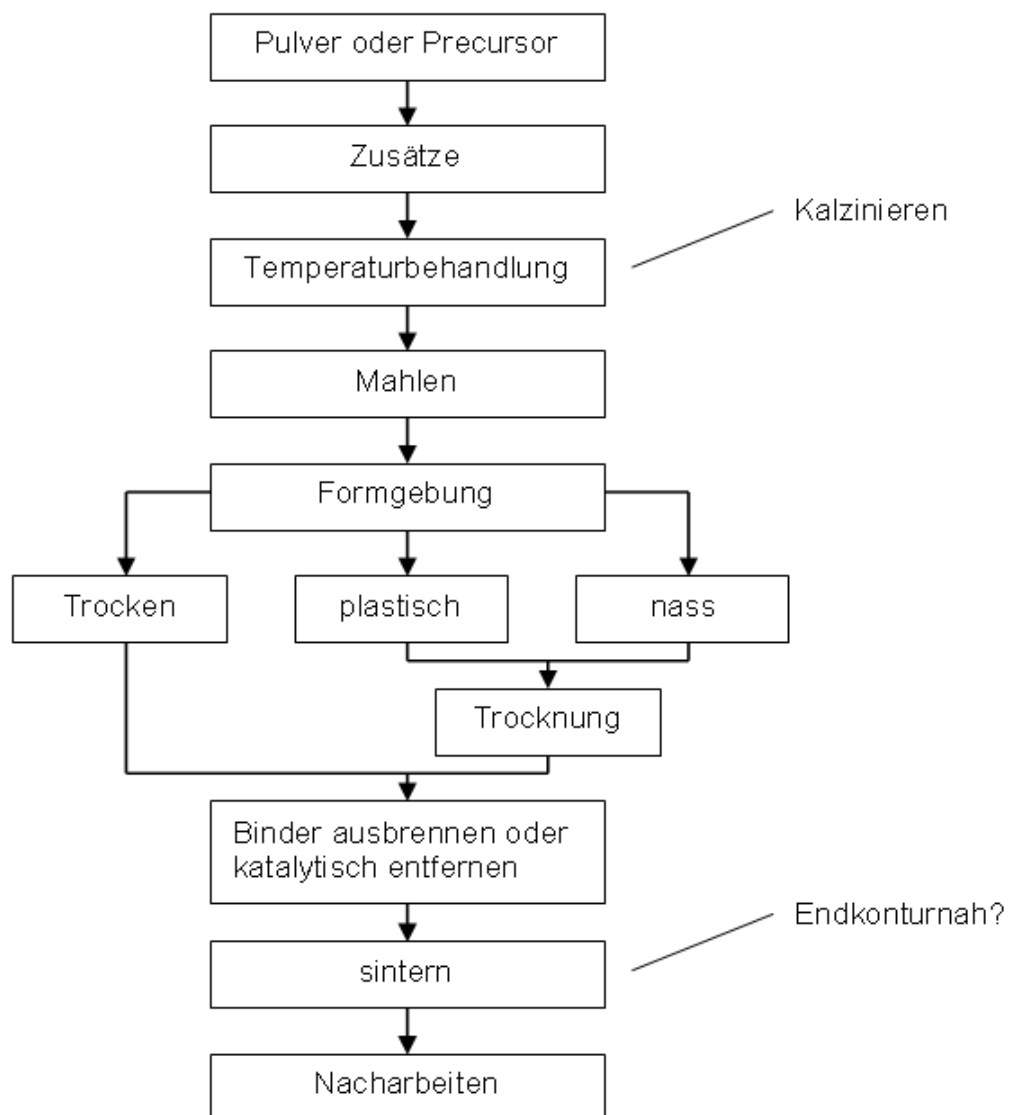 Pulver oder Precursor
Zusätze
Kalzinieren
Temperaturbehandlung
Mahlen
Formgebung
Trocken
plastisch
nass
Trocknung
Binder ausbrennen oder
katalytisch entfernen
Endkonturnah?
sintern
Nacharbeiten